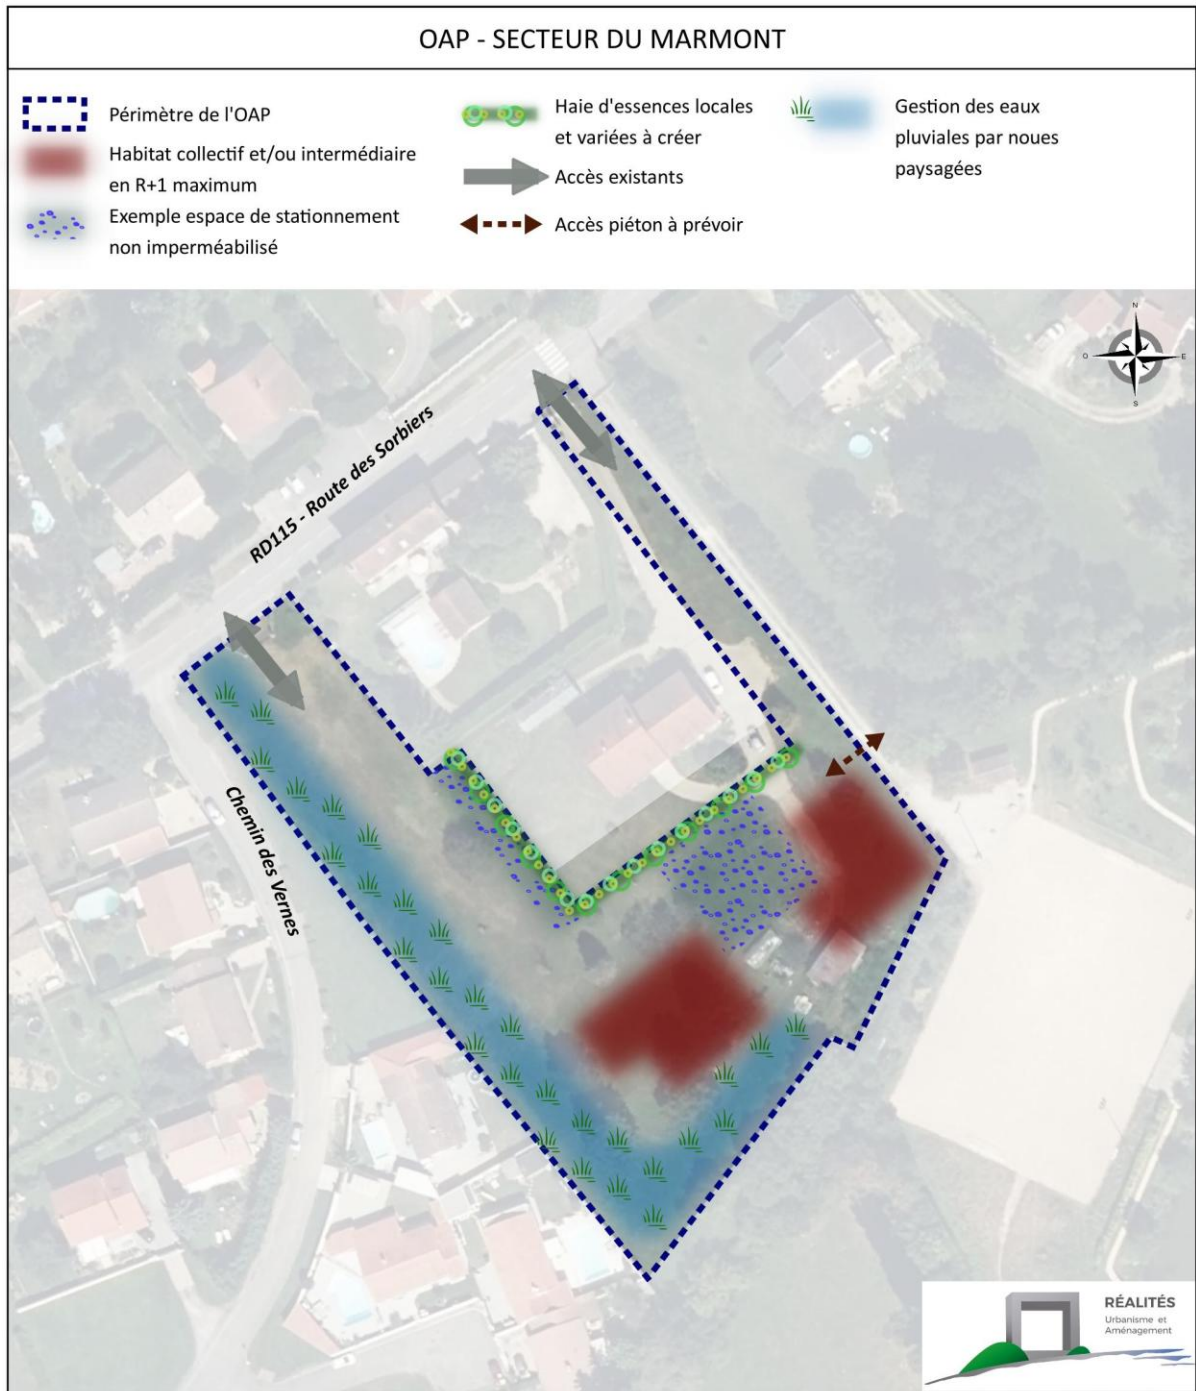 OAP - SECTEUR DU MARMONT
Périmètre de l'OAP
Habitat collectif et/ou intermédiaire
en R+1 maximum
Exemple espace de stationnement
non imperméabilisé
Haie d'essences locales
et variées à créer
Accès existants
Accès piéton à prévoir
Gestion des eaux
pluviales par noues
paysagées
N
O
E
S
RD115 - Route des Sorbiers
Chemin des Vernes
RÉALITÉS
Urbanisme et
Aménagement